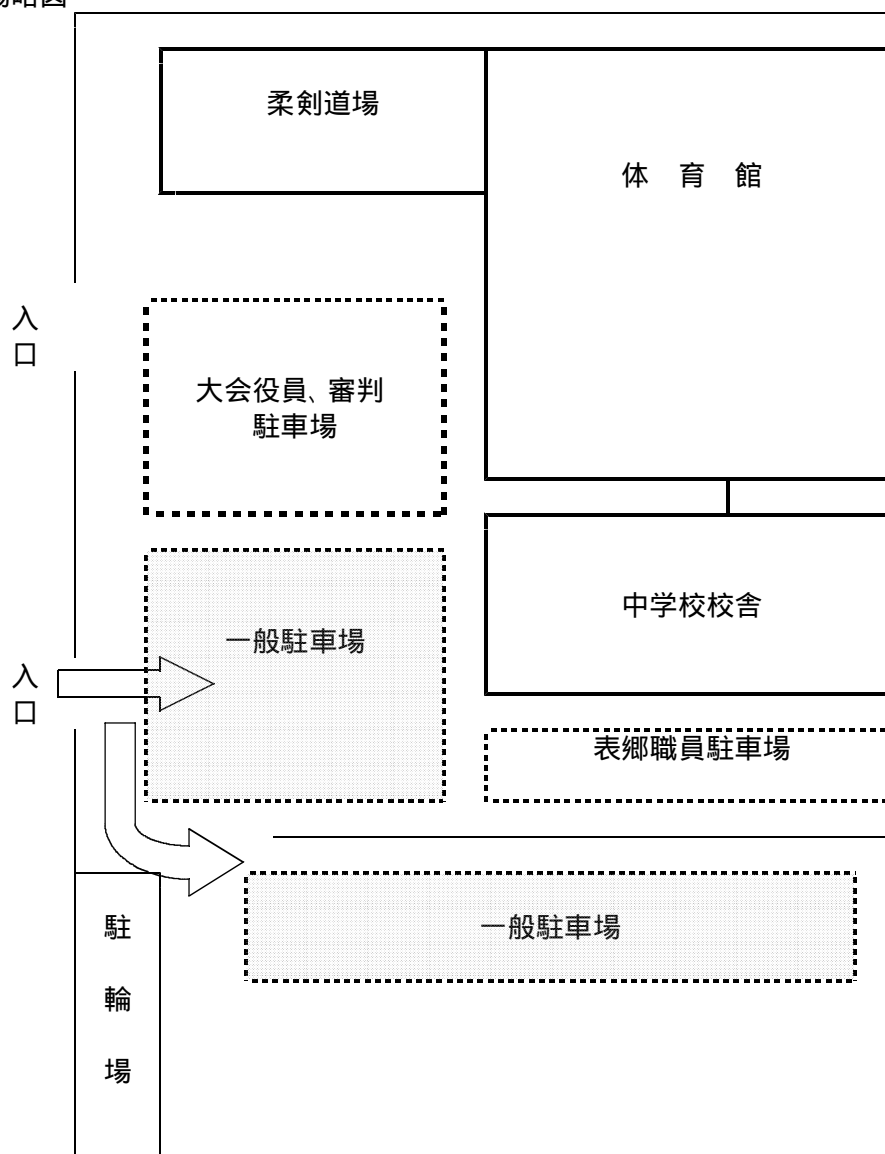 略図
柔剣道場
体 育 館
入口
大会役員、審判
駐車場
中学校校舎
一般駐車場
入口
表郷職員駐車場
一般駐車場
駐輪場